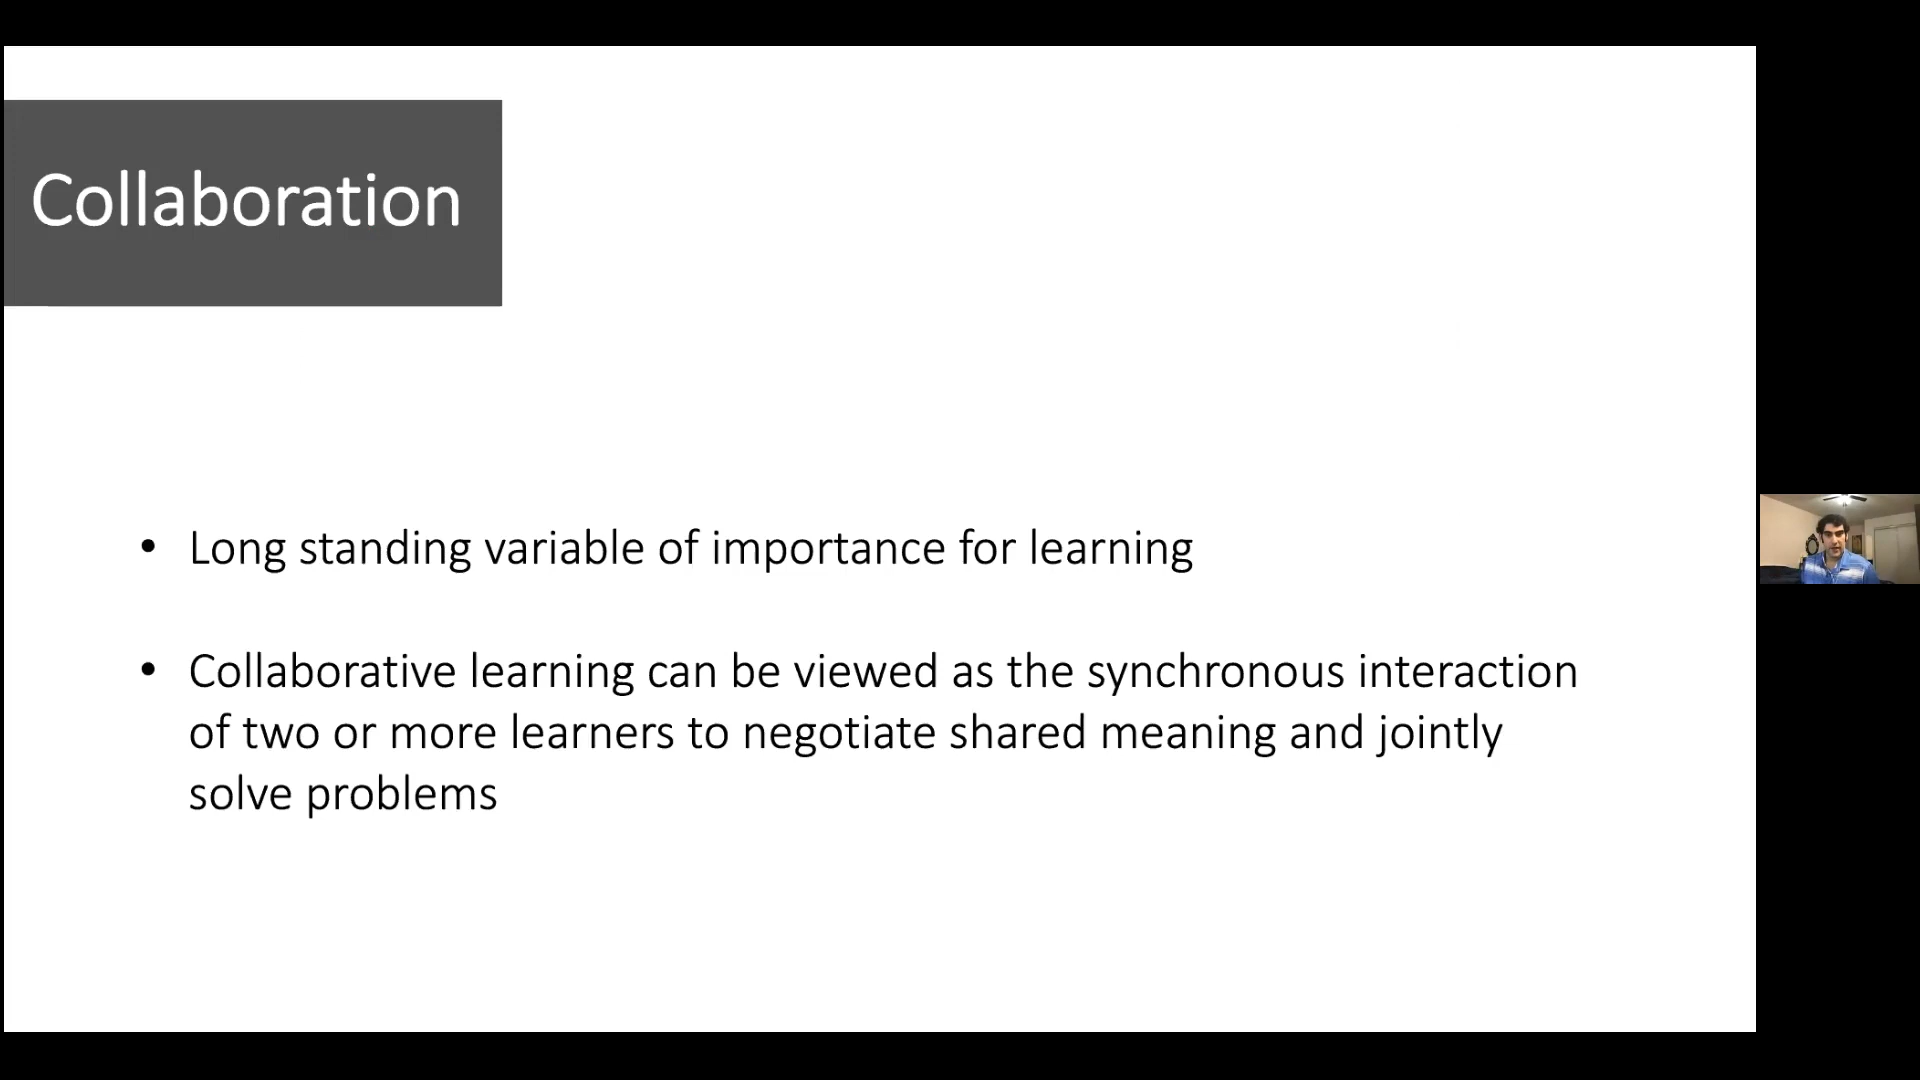 Collaboration
• Long standing variable of importance for learning
• Collaborative learning can be viewed as the synchronous interaction
of two or more learners to negotiate shared meaning and jointly
solve problems